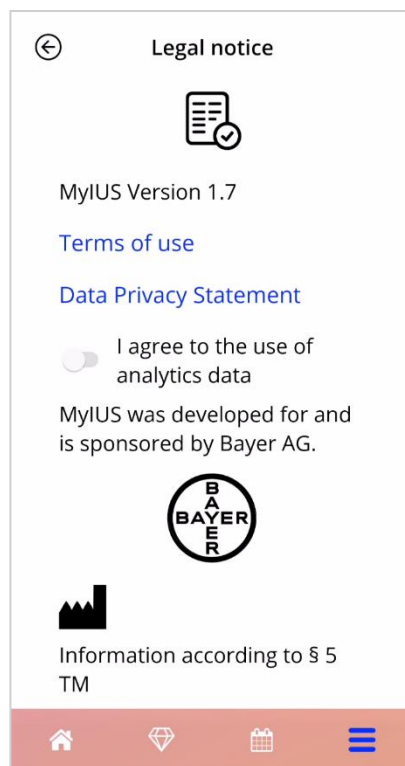 Legal notice
MyIUS Version 1.7
Terms of use
Data Privacy Statement
I agree to the use of
analytics data
MyIUS was developed for and
is sponsored by Bayer AG.
BAYER
BAYER
Information according to § 5
TM